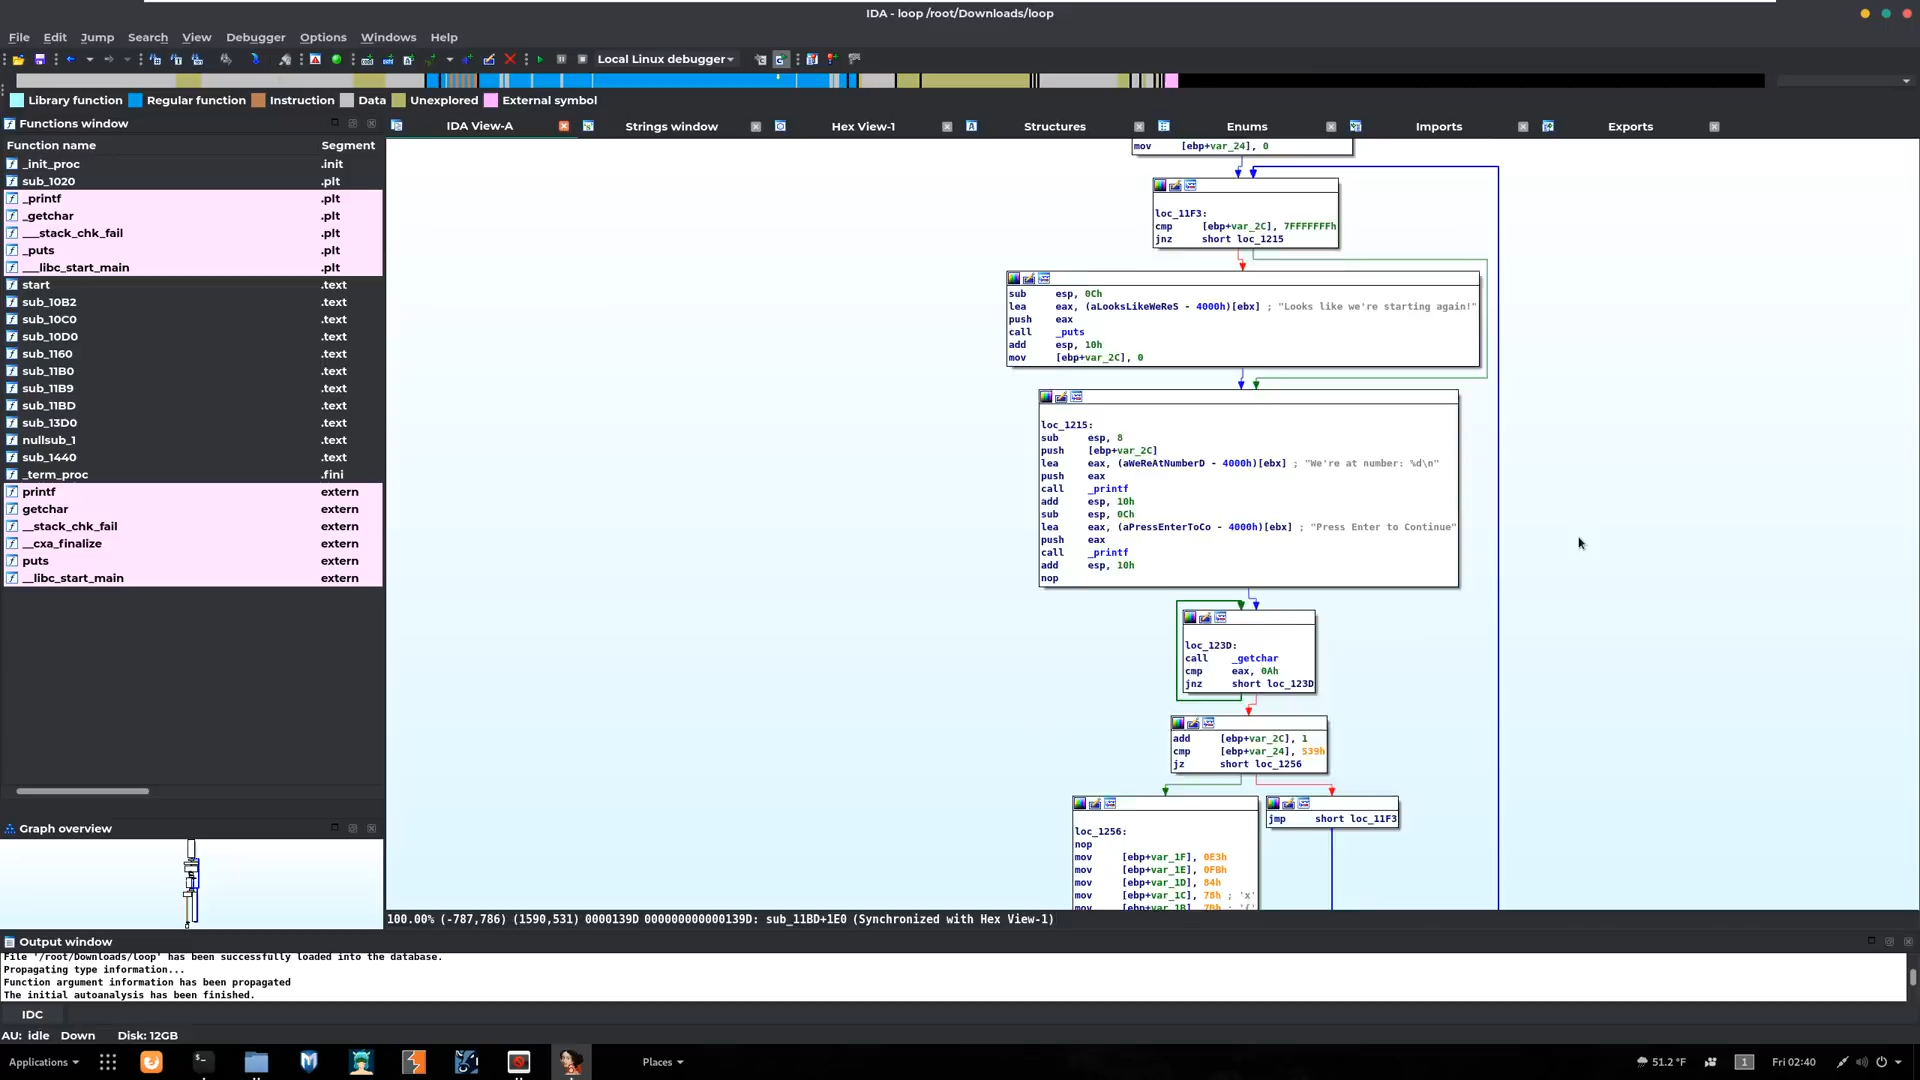 IDA - loop /root/Downloads/loop
File Edit Jump Search View Debugger Options Windows Help
Local Linux debugger
Library function Regular function Instruction Data Unexplored External symbol
Functions window
Function name Segment
_init_proc .init
sub_1020 .plt
_printf .plt
_getchar .plt
___stack_chk_fail .plt
_puts .plt
___libc_start_main .plt
start .text
sub_10B2 .text
sub_10C0 .text
sub_10D0 .text
sub_1160 .text
sub_11B0 .text
sub_11B9 .text
sub_11BD .text
sub_13D0 .text
nullsub_1 .text
sub_1440 .text
_term_proc .fini
printf extern
getchar extern
__stack_chk_fail extern
__cxa_finalize extern
puts extern
__libc_start_main extern
Graph overview
IDA View-A Strings window Hex View-1 Structures Enums Imports Exports
mov [ebp+var_24], 0
loc_11F3:
cmp [ebp+var_2C], 7FFFFFFFh
jnz short loc_1215
sub esp, 0Ch
lea eax, (aLooksLikeWeReS - 4000h)[ebx] ; "Looks like we're starting again!"
push eax
call _puts
add esp, 10h
mov [ebp+var_2C], 0
loc_1215:
sub esp, 8
push [ebp+var_2C]
lea eax, (aWeReAtNumberD - 4000h)[ebx] ; "We're at number: %d\n"
push eax
call _printf
add esp, 10h
sub esp, 0Ch
lea eax, (aPressEnterToCo - 4000h)[ebx] ; "Press Enter to Continue"
push eax
call _printf
add esp, 10h
nop
loc_123D:
call _getchar
cmp eax, 0Ah
jnz short loc_123D
add [ebp+var_2C], 1
cmp [ebp+var_24], 539h
jz short loc_1256
loc_1256:
nop
mov [ebp+var_1F], 0E3h
mov [ebp+var_1E], 0FBh
mov [ebp+var_1D], 84h
mov [ebp+var_1C], 78h ; 'x'
mov [ebp+var_1B], 7Bh ; '{'
jmp short loc_11F3
100.00% (-787,786) (1590,531) 0000139D 000000000000139D: sub_11BD+1E0 (Synchronized with Hex View-1)
Output window
File '/root/Downloads/loop' has been successfully loaded into the database.
Propagating type information...
Function argument information has been propagated
The initial autoanalysis has been finished.
IDC
AU: idle Down Disk: 12GB
Applications Places 51.2 °F 1 Fri 02:40